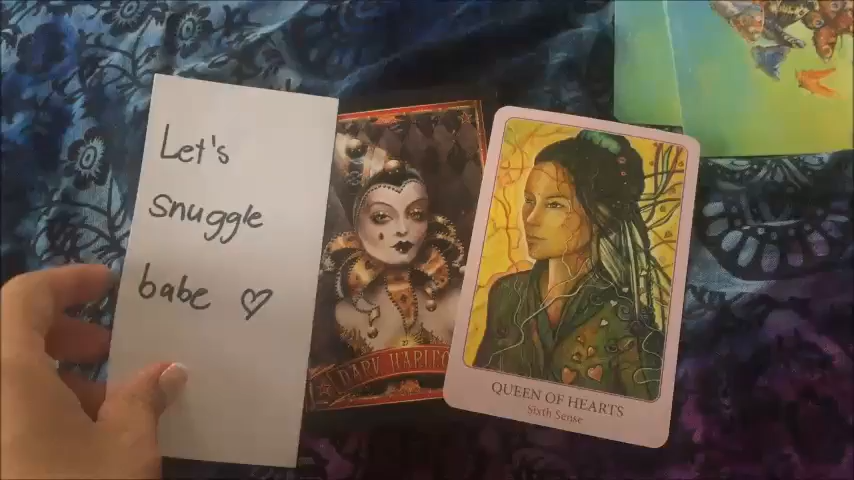 Let's
snuggle
babe ♡
QUEEN OF HEARTS
Sixth Sense